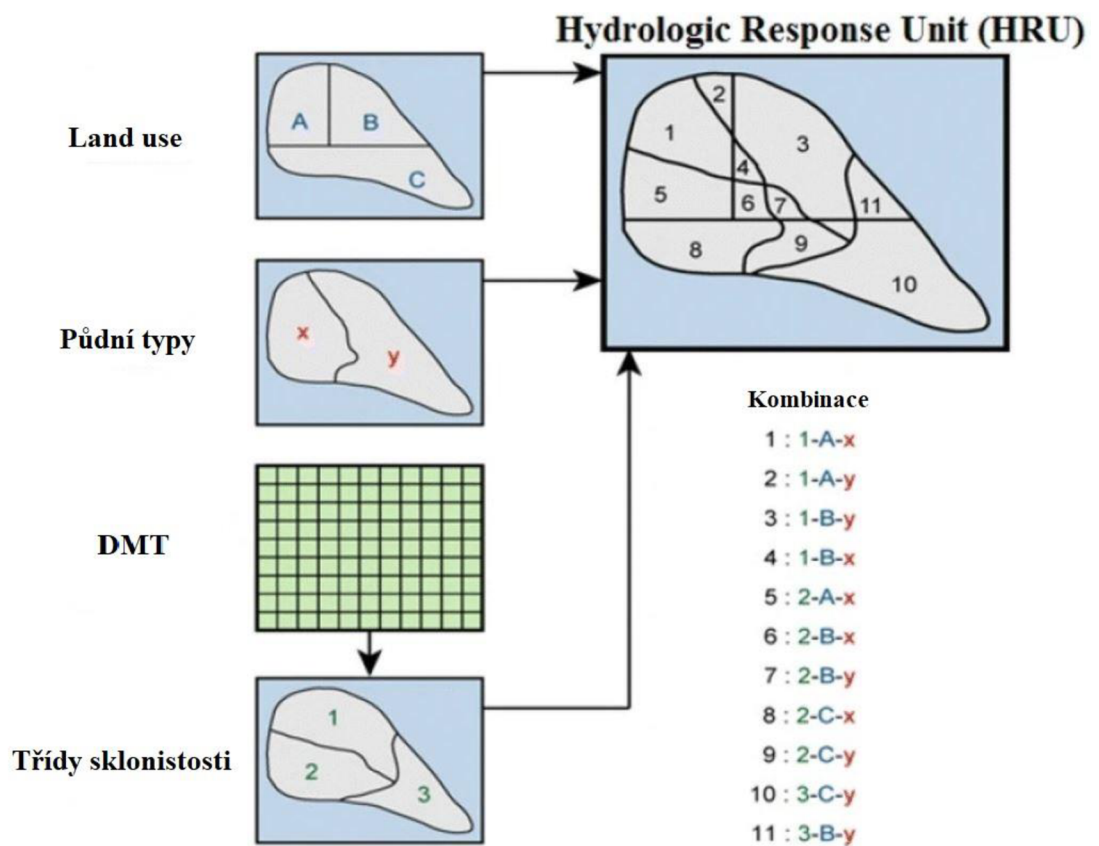 Hydrologic Response Unit (HRU)
Land use
A
B
C
Půdní typy
x
y
DMT
Třídy sklonistosti
1
2
3
1
2
3
4
5
6
7
8
9
10
11
Kombinace
1 : 1-A-x
2 : 1-A-y
3 : 1-B-y
4 : 1-B-x
5 : 2-A-x
6 : 2-B-x
7 : 2-B-y
8 : 2-C-x
9 : 2-C-y
10 : 3-C-y
11 : 3-B-y